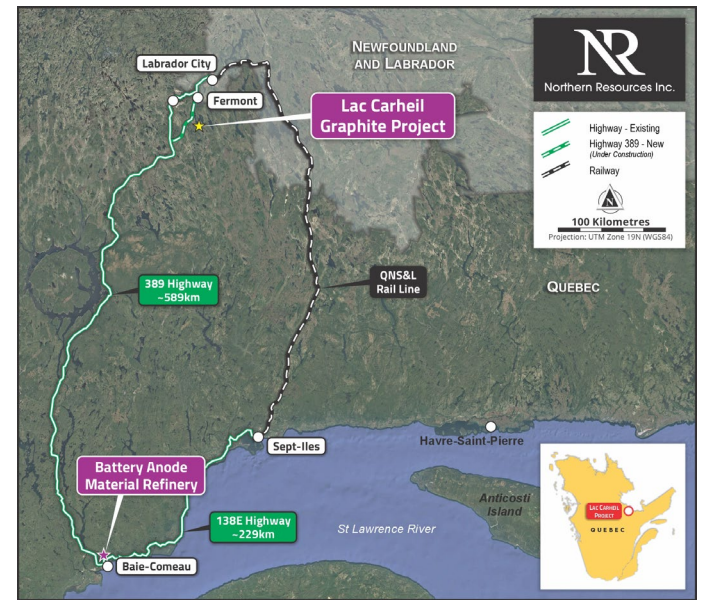 NEWFOUNDLAND
AND LABRADOR
Labrador City
Fermont
Lac Carheil
Graphite Project
389 Highway
~589km
QNS&L
Rail Line
QUEBEC
Sept-Iles
Havre-Saint-Pierre
Battery Anode
Material Refinery
138E Highway
~229km
Baie-Comeau
St Lawrence River
Anticosti
Island
NR
Northern Resources Inc.
Highway - Existing
Highway 389 - New
(Under Construction)
Railway
N
100 Kilometres
Projection: UTM Zone 19N (WGS84)
LAC CARHEIL
PROJECT
QUEBEC